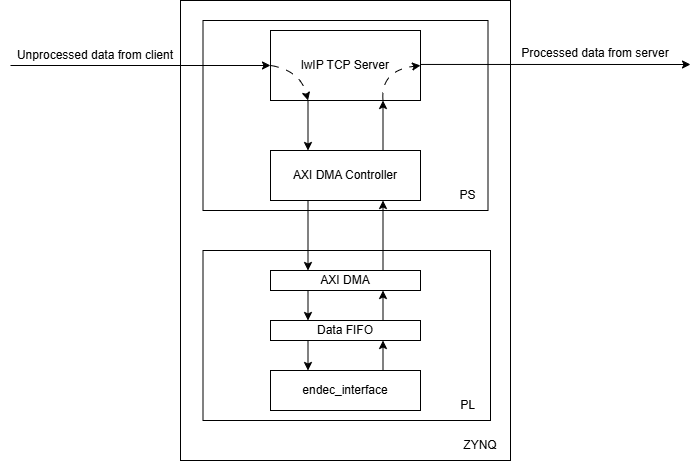 Unprocessed data from client
Processed data from server
lwIP TCP Server
AXI DMA Controller
PS
AXI DMA
Data FIFO
endec_interface
PL
ZYNQ